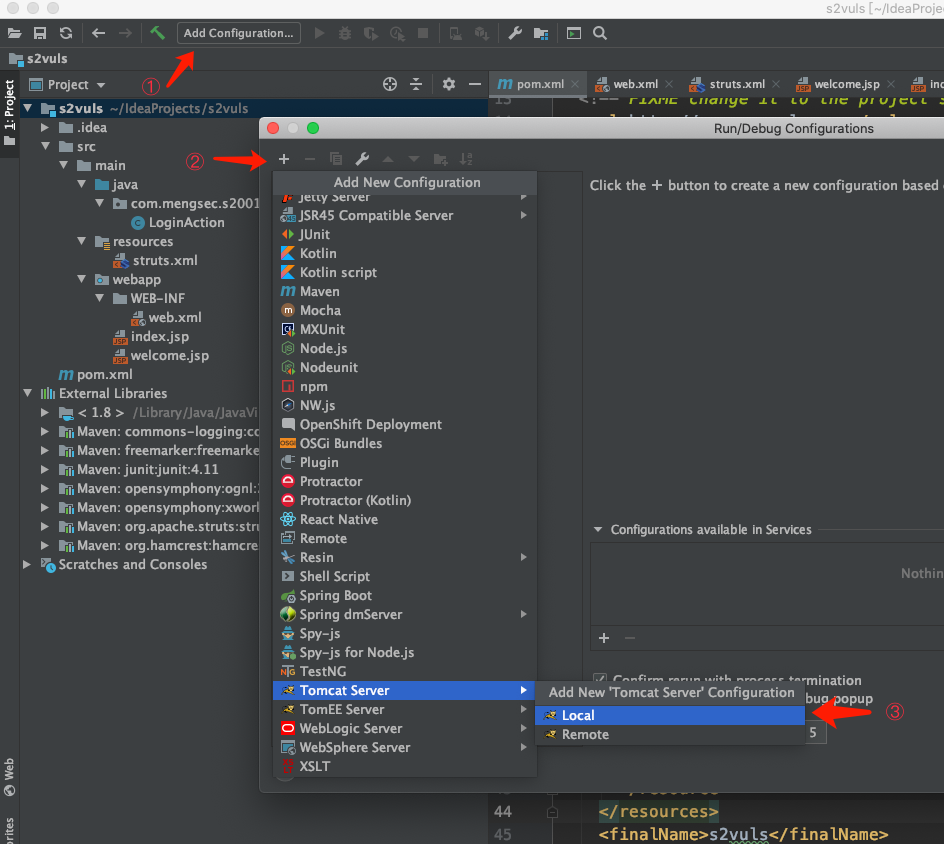 s2vuls [~/IdeaProje
Add Configuration...
s2vuls
①
1: Project
Project
pom.xml
web.xml
struts.xml
welcome.jsp
s2vuls ~/IdeaProjects/s2vuls
13
<!-- FIXME change it to the project's
.idea
src
main
java
com.mengsec.s2001
LoginAction
resources
struts.xml
webapp
WEB-INF
web.xml
index.jsp
welcome.jsp
pom.xml
External Libraries
< 1.8 > /Library/Java/JavaVi
Maven: commons-logging:co
Maven: freemarker:freemarke
Maven: junit:junit:4.11
Maven: opensymphony:ognl:2
Maven: opensymphony:xwork
Maven: org.apache.struts:stru
Maven: org.hamcrest:hamcre
Scratches and Consoles
Run/Debug Configurations
②
Add New Configuration
Jetty Server
JSR45 Compatible Server
JUnit
Kotlin
Kotlin script
Maven
Mocha
MXUnit
Node.js
Nodeunit
npm
NW.js
OpenShift Deployment
OSGi Bundles
Plugin
Protractor
Protractor (Kotlin)
React Native
Remote
Resin
Shell Script
Spring Boot
Spring dmServer
Spy-js
Spy-js for Node.js
TestNG
Tomcat Server
TomEE Server
WebLogic Server
WebSphere Server
XSLT
Click the + button to create a new configuration based
Configurations available in Services
Nothin
Confirm rerun with process termination
bug popup
5
Add New 'Tomcat Server' Configuration
Local
Remote
③
Web
44 </resources>
45 <finalName>s2vuls</finalName>